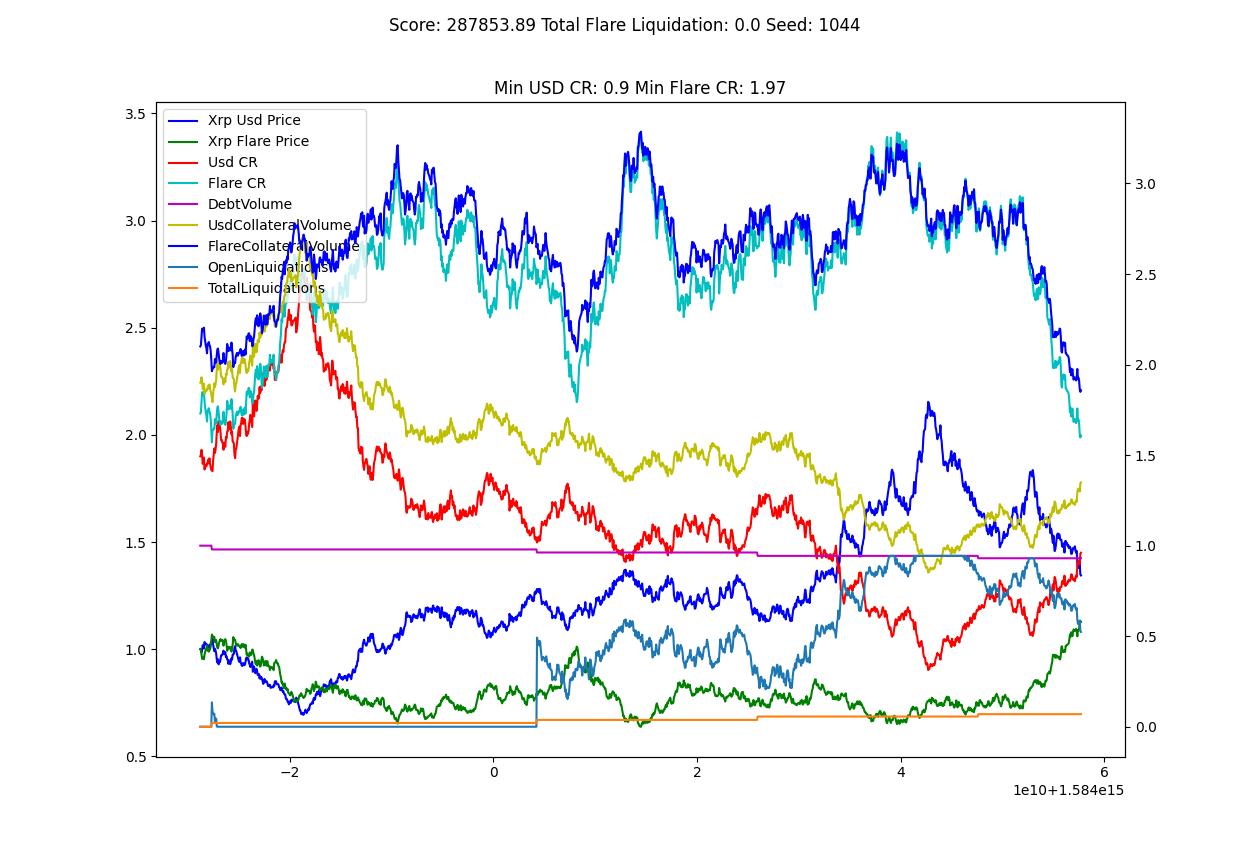 Score: 287853.89 Total Flare Liquidation: 0.0 Seed: 1044
Min USD CR: 0.9 Min Flare CR: 1.97
Xrp Usd Price
Xrp Flare Price
Usd CR
Flare CR
DebtVolume
UsdCollateralVolume
FlareCollateralVolume
OpenLiquidations
TotalLiquidations
3.5
3.0
2.5
2.0
1.5
1.0
0.5
3.0
2.5
2.0
1.5
1.0
0.5
0.0
−2
0
2
4
6
1e10+1.584e15